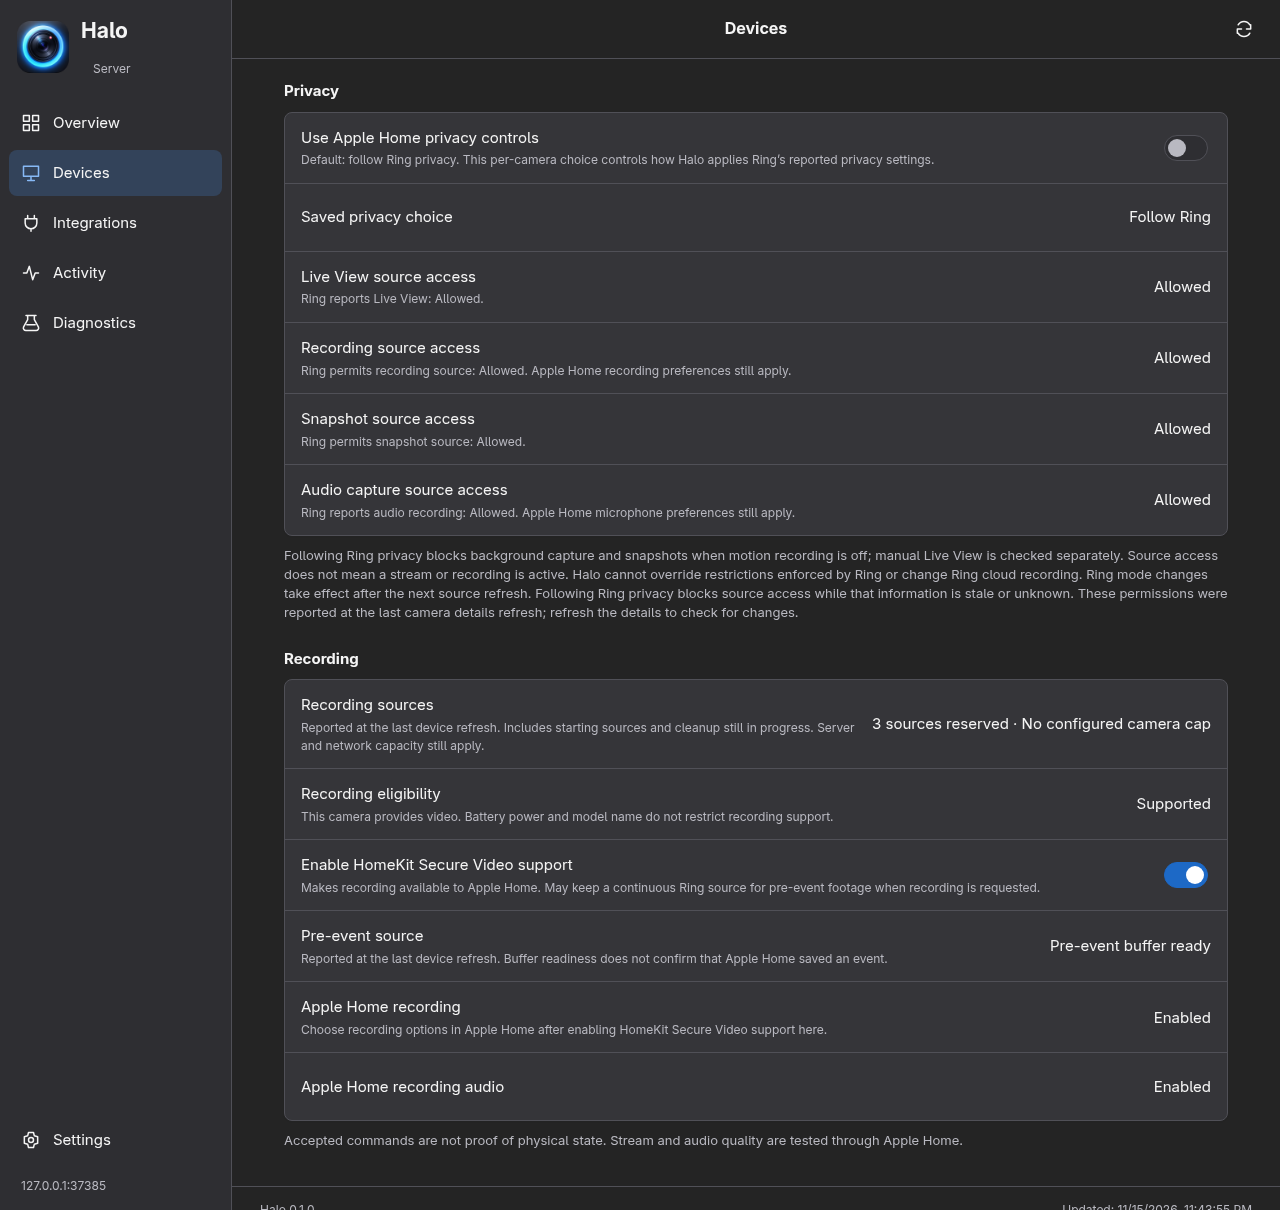 Halo
Server
Overview
Devices
Integrations
Activity
Diagnostics
Settings
127.0.0.1:37385
Devices
Privacy
Use Apple Home privacy controls
Default: follow Ring privacy. This per-camera choice controls how Halo applies Ring’s reported privacy settings.
Saved privacy choice
Follow Ring
Live View source access
Ring reports Live View: Allowed.
Allowed
Recording source access
Ring permits recording source: Allowed. Apple Home recording preferences still apply.
Allowed
Snapshot source access
Ring permits snapshot source: Allowed.
Allowed
Audio capture source access
Ring reports audio recording: Allowed. Apple Home microphone preferences still apply.
Allowed
Following Ring privacy blocks background capture and snapshots when motion recording is off; manual Live View is checked separately. Source access
does not mean a stream or recording is active. Halo cannot override restrictions enforced by Ring or change Ring cloud recording. Ring mode changes
take effect after the next source refresh. Following Ring privacy blocks source access while that information is stale or unknown. These permissions were
reported at the last camera details refresh; refresh the details to check for changes.
Recording
Recording sources
Reported at the last device refresh. Includes starting sources and cleanup still in progress. Server
and network capacity still apply.
3 sources reserved · No configured camera cap
Recording eligibility
This camera provides video. Battery power and model name do not restrict recording support.
Supported
Enable HomeKit Secure Video support
Makes recording available to Apple Home. May keep a continuous Ring source for pre-event footage when recording is requested.
Pre-event source
Reported at the last device refresh. Buffer readiness does not confirm that Apple Home saved an event.
Pre-event buffer ready
Apple Home recording
Choose recording options in Apple Home after enabling HomeKit Secure Video support here.
Enabled
Apple Home recording audio
Enabled
Accepted commands are not proof of physical state. Stream and audio quality are tested through Apple Home.
Halo 0.1.0
Updated: 11/15/2026, 11:43:55 PM